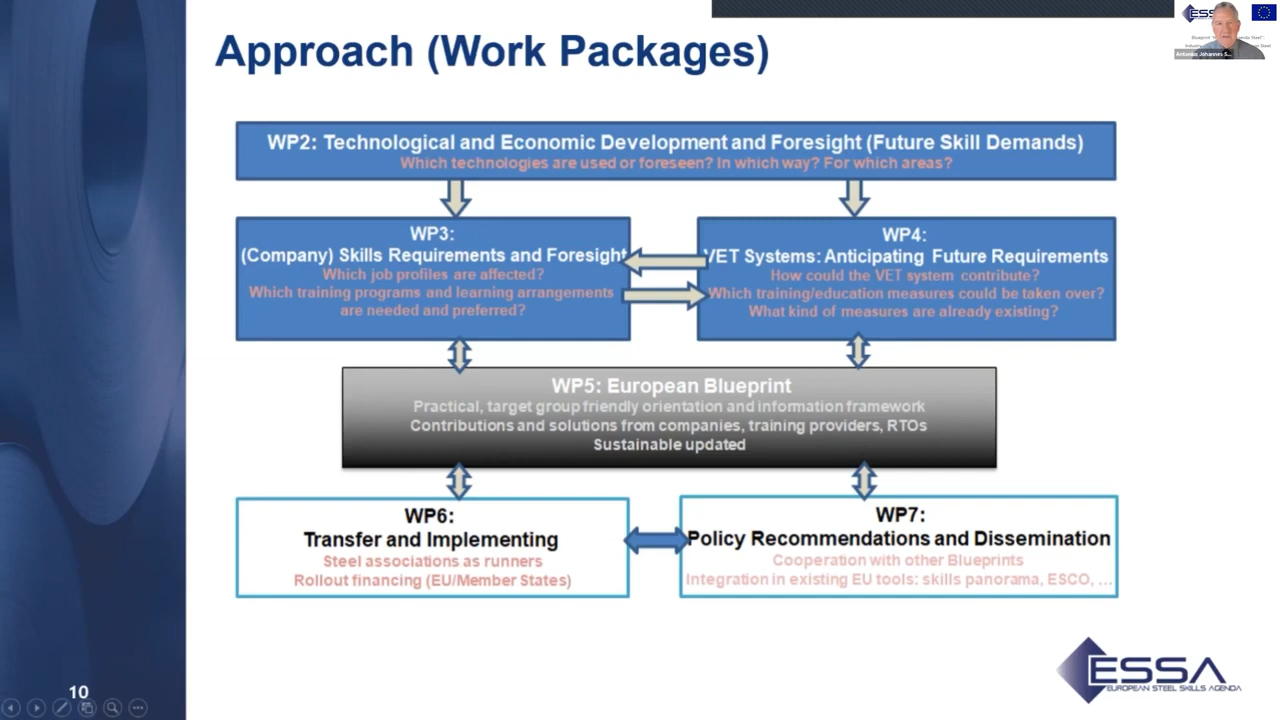 Approach (Work Packages)
WP2: Technological and Economic Development and Foresight (Future Skill Demands)
Which technologies are used or foreseen? In which way? For which areas?
WP3:
(Company) Skills Requirements and Foresight
Which job profiles are affected?
Which training programs and learning arrangements
are needed and preferred?
WP4:
VET Systems: Anticipating Future Requirements
How could the VET system contribute?
Which training/education measures could be taken over?
What kind of measures are already existing?
WP5: European Blueprint
Practical, target group friendly orientation and information framework
Contributions and solutions from companies, training providers, RTOs
Sustainable updated
WP6:
Transfer and Implementing
Steel associations as runners
Rollout financing (EU/Member States)
WP7:
Policy Recommendations and Dissemination
Cooperation with other Blueprints
Integration in existing EU tools: skills panorama, ESCO, ...
10
ESSA
EUROPEAN STEEL SKILLS AGENDA
Antonius Johannes S...